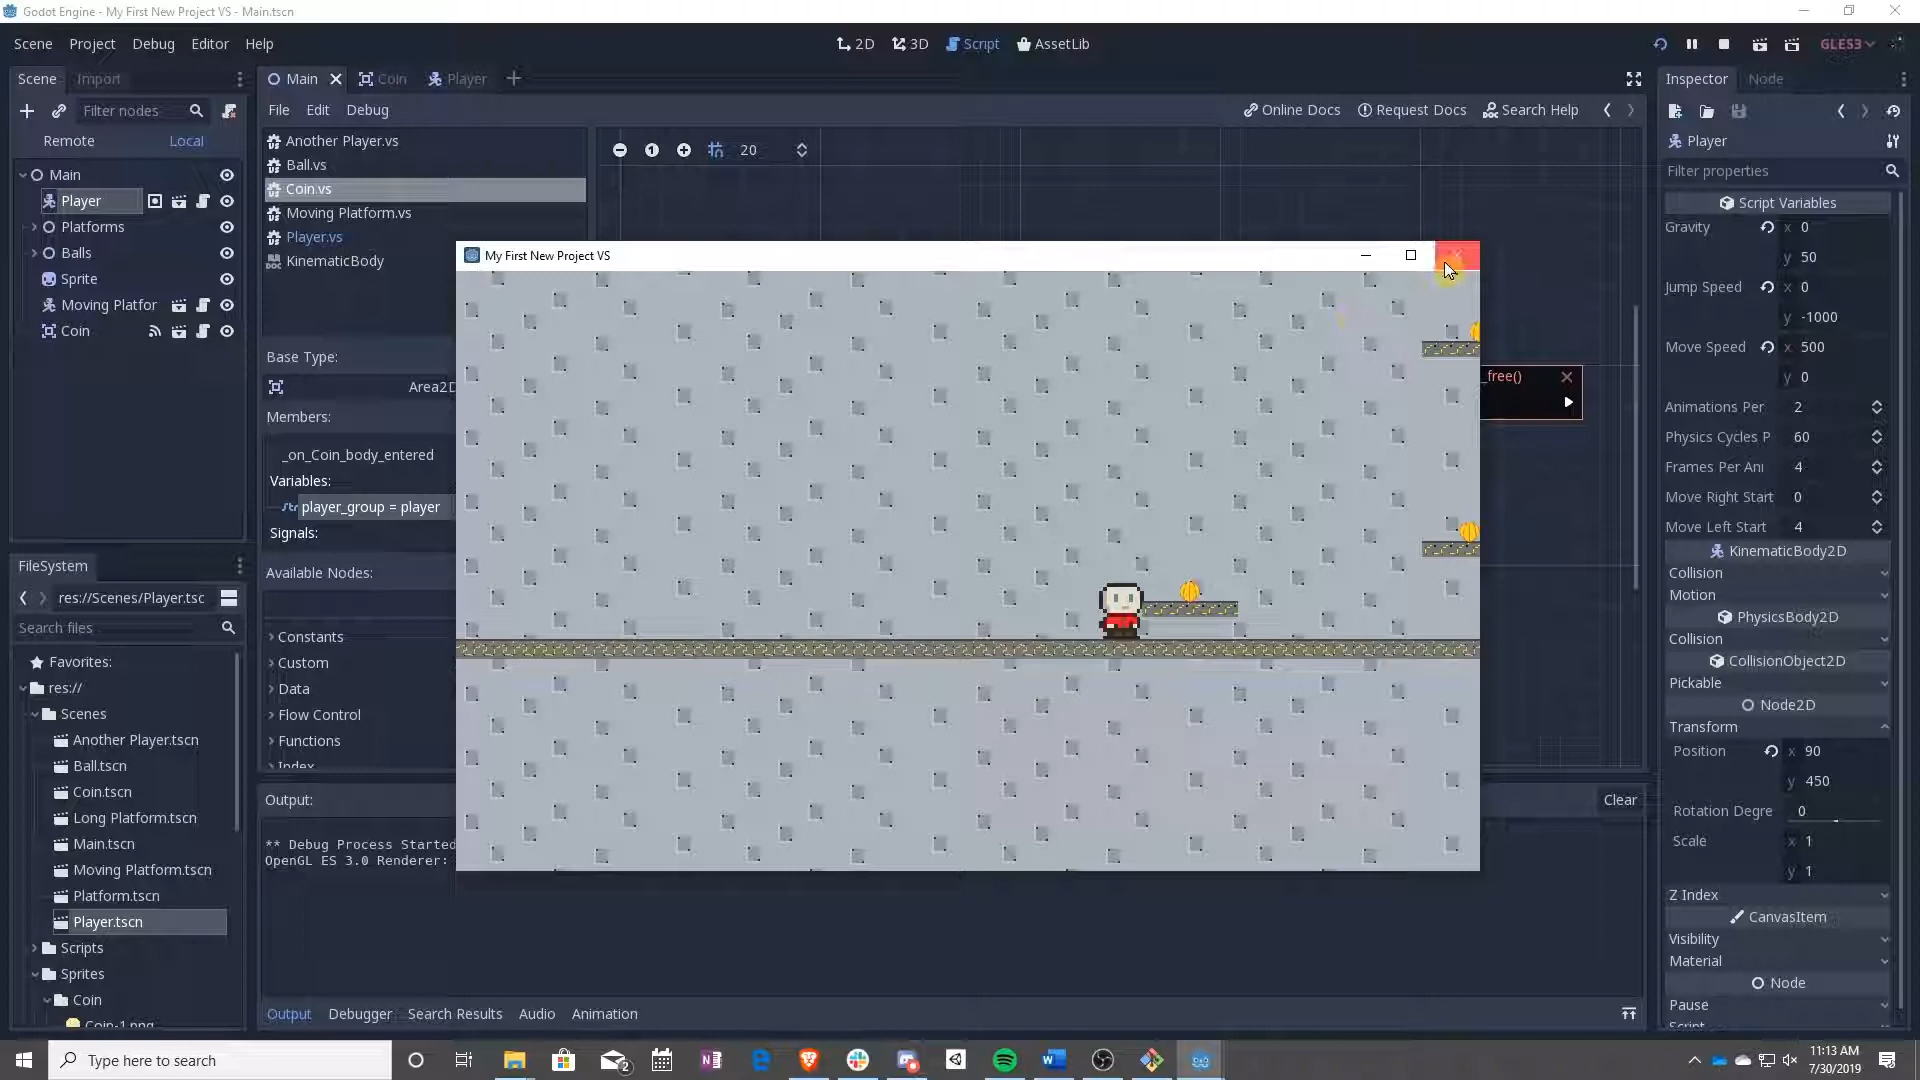 Godot Engine - My First New Project VS - Main.tscn
Scene Project Debug Editor Help
2D 3D Script AssetLib
GLES3
Scene Import
Main Coin Player
Inspector Node
Filter nodes
File Edit Debug
Online Docs Request Docs Search Help
Remote Local
Another Player.vs
Player
20
Ball.vs
Filter properties
Main
Coin.vs
Player
Moving Platform.vs
Script Variables
Platforms
Player.vs
Gravity x 0
Balls
KinematicBody
My First New Project VS
y 50
Sprite
Jump Speed x 0
Moving Platfor
y -1000
Coin
Move Speed x 500
Base Type:
_free()
y 0
Area2D
Animations Per 2
Members:
Physics Cycles P 60
_on_Coin_body_entered
Frames Per Ani 4
Variables:
Move Right Start 0
player_group = player
Move Left Start 4
Signals:
KinematicBody2D
FileSystem
Available Nodes:
Collision
res://Scenes/Player.tsc
Motion
Search files
PhysicsBody2D
Constants
Collision
Favorites:
Custom
CollisionObject2D
res://
Data
Pickable
Scenes
Flow Control
Node2D
Another Player.tscn
Functions
Transform
Ball.tscn
Index
Position x 90
Coin.tscn
Output:
Clear
y 450
Long Platform.tscn
Rotation Degre 0
Main.tscn
** Debug Process Started
Scale x 1
Moving Platform.tscn
OpenGL ES 3.0 Renderer:
y 1
Platform.tscn
Z Index
Player.tscn
CanvasItem
Scripts
Visibility
Sprites
Material
Coin
Node
Coin-1.png
Output Debugger Search Results Audio Animation
Pause
Script
Type here to search
2
11:13 AM
7/30/2019